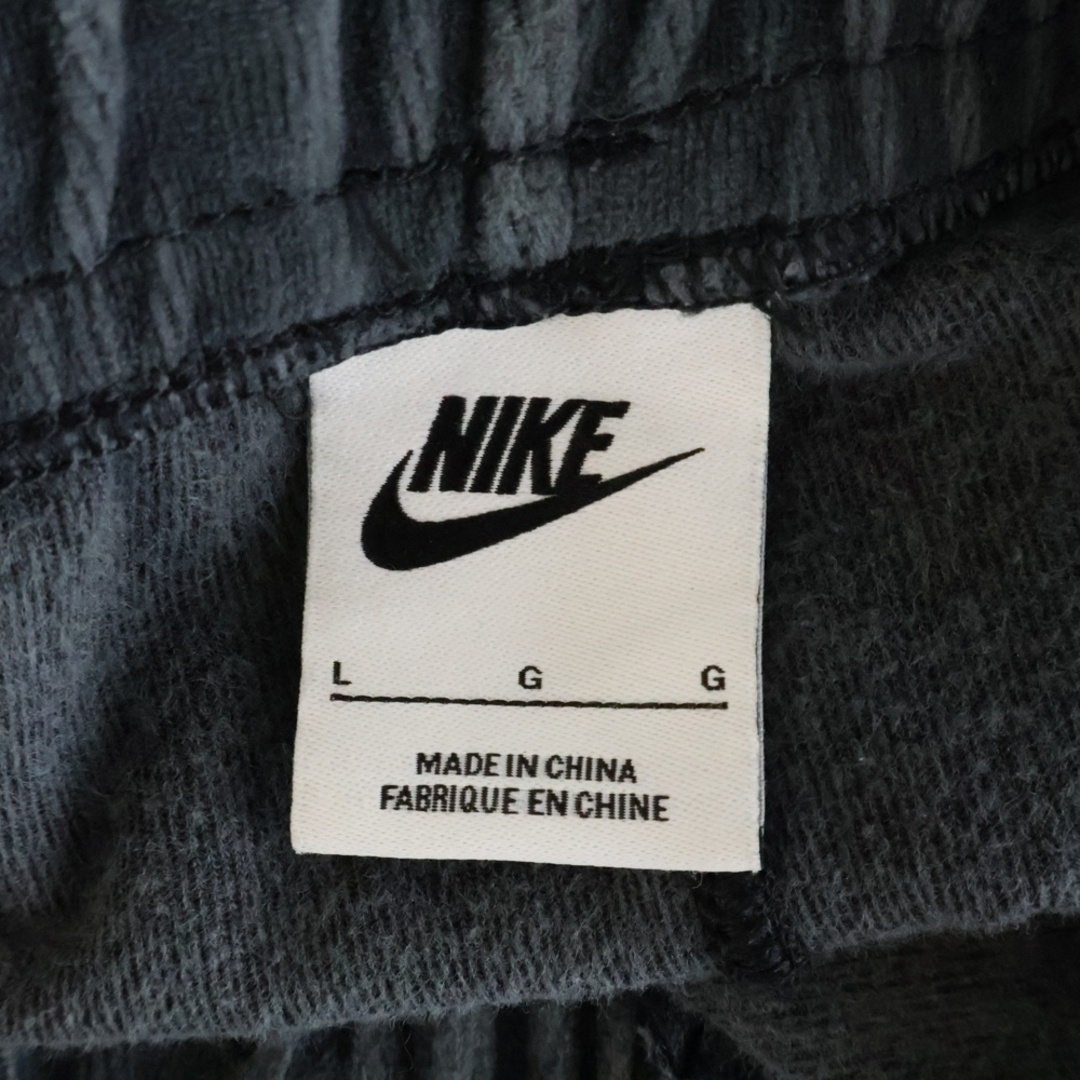 NIKE
L G G
MADE IN CHINA
FABRIQUE EN CHINE